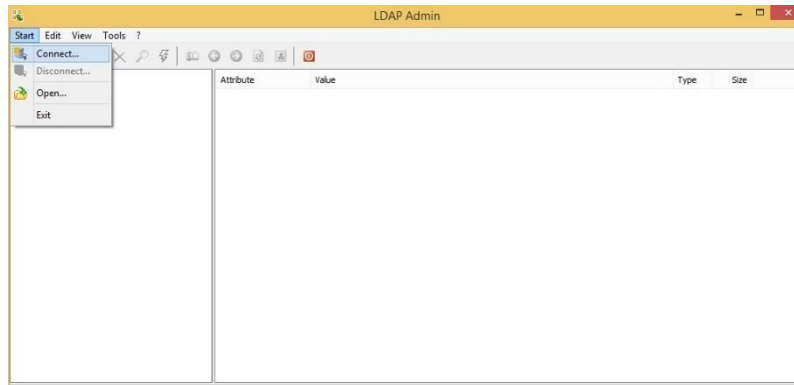 LDAP Admin
Start Edit View Tools ?
Connect...
Disconnect...
Open...
Exit
Attribute Value Type Size